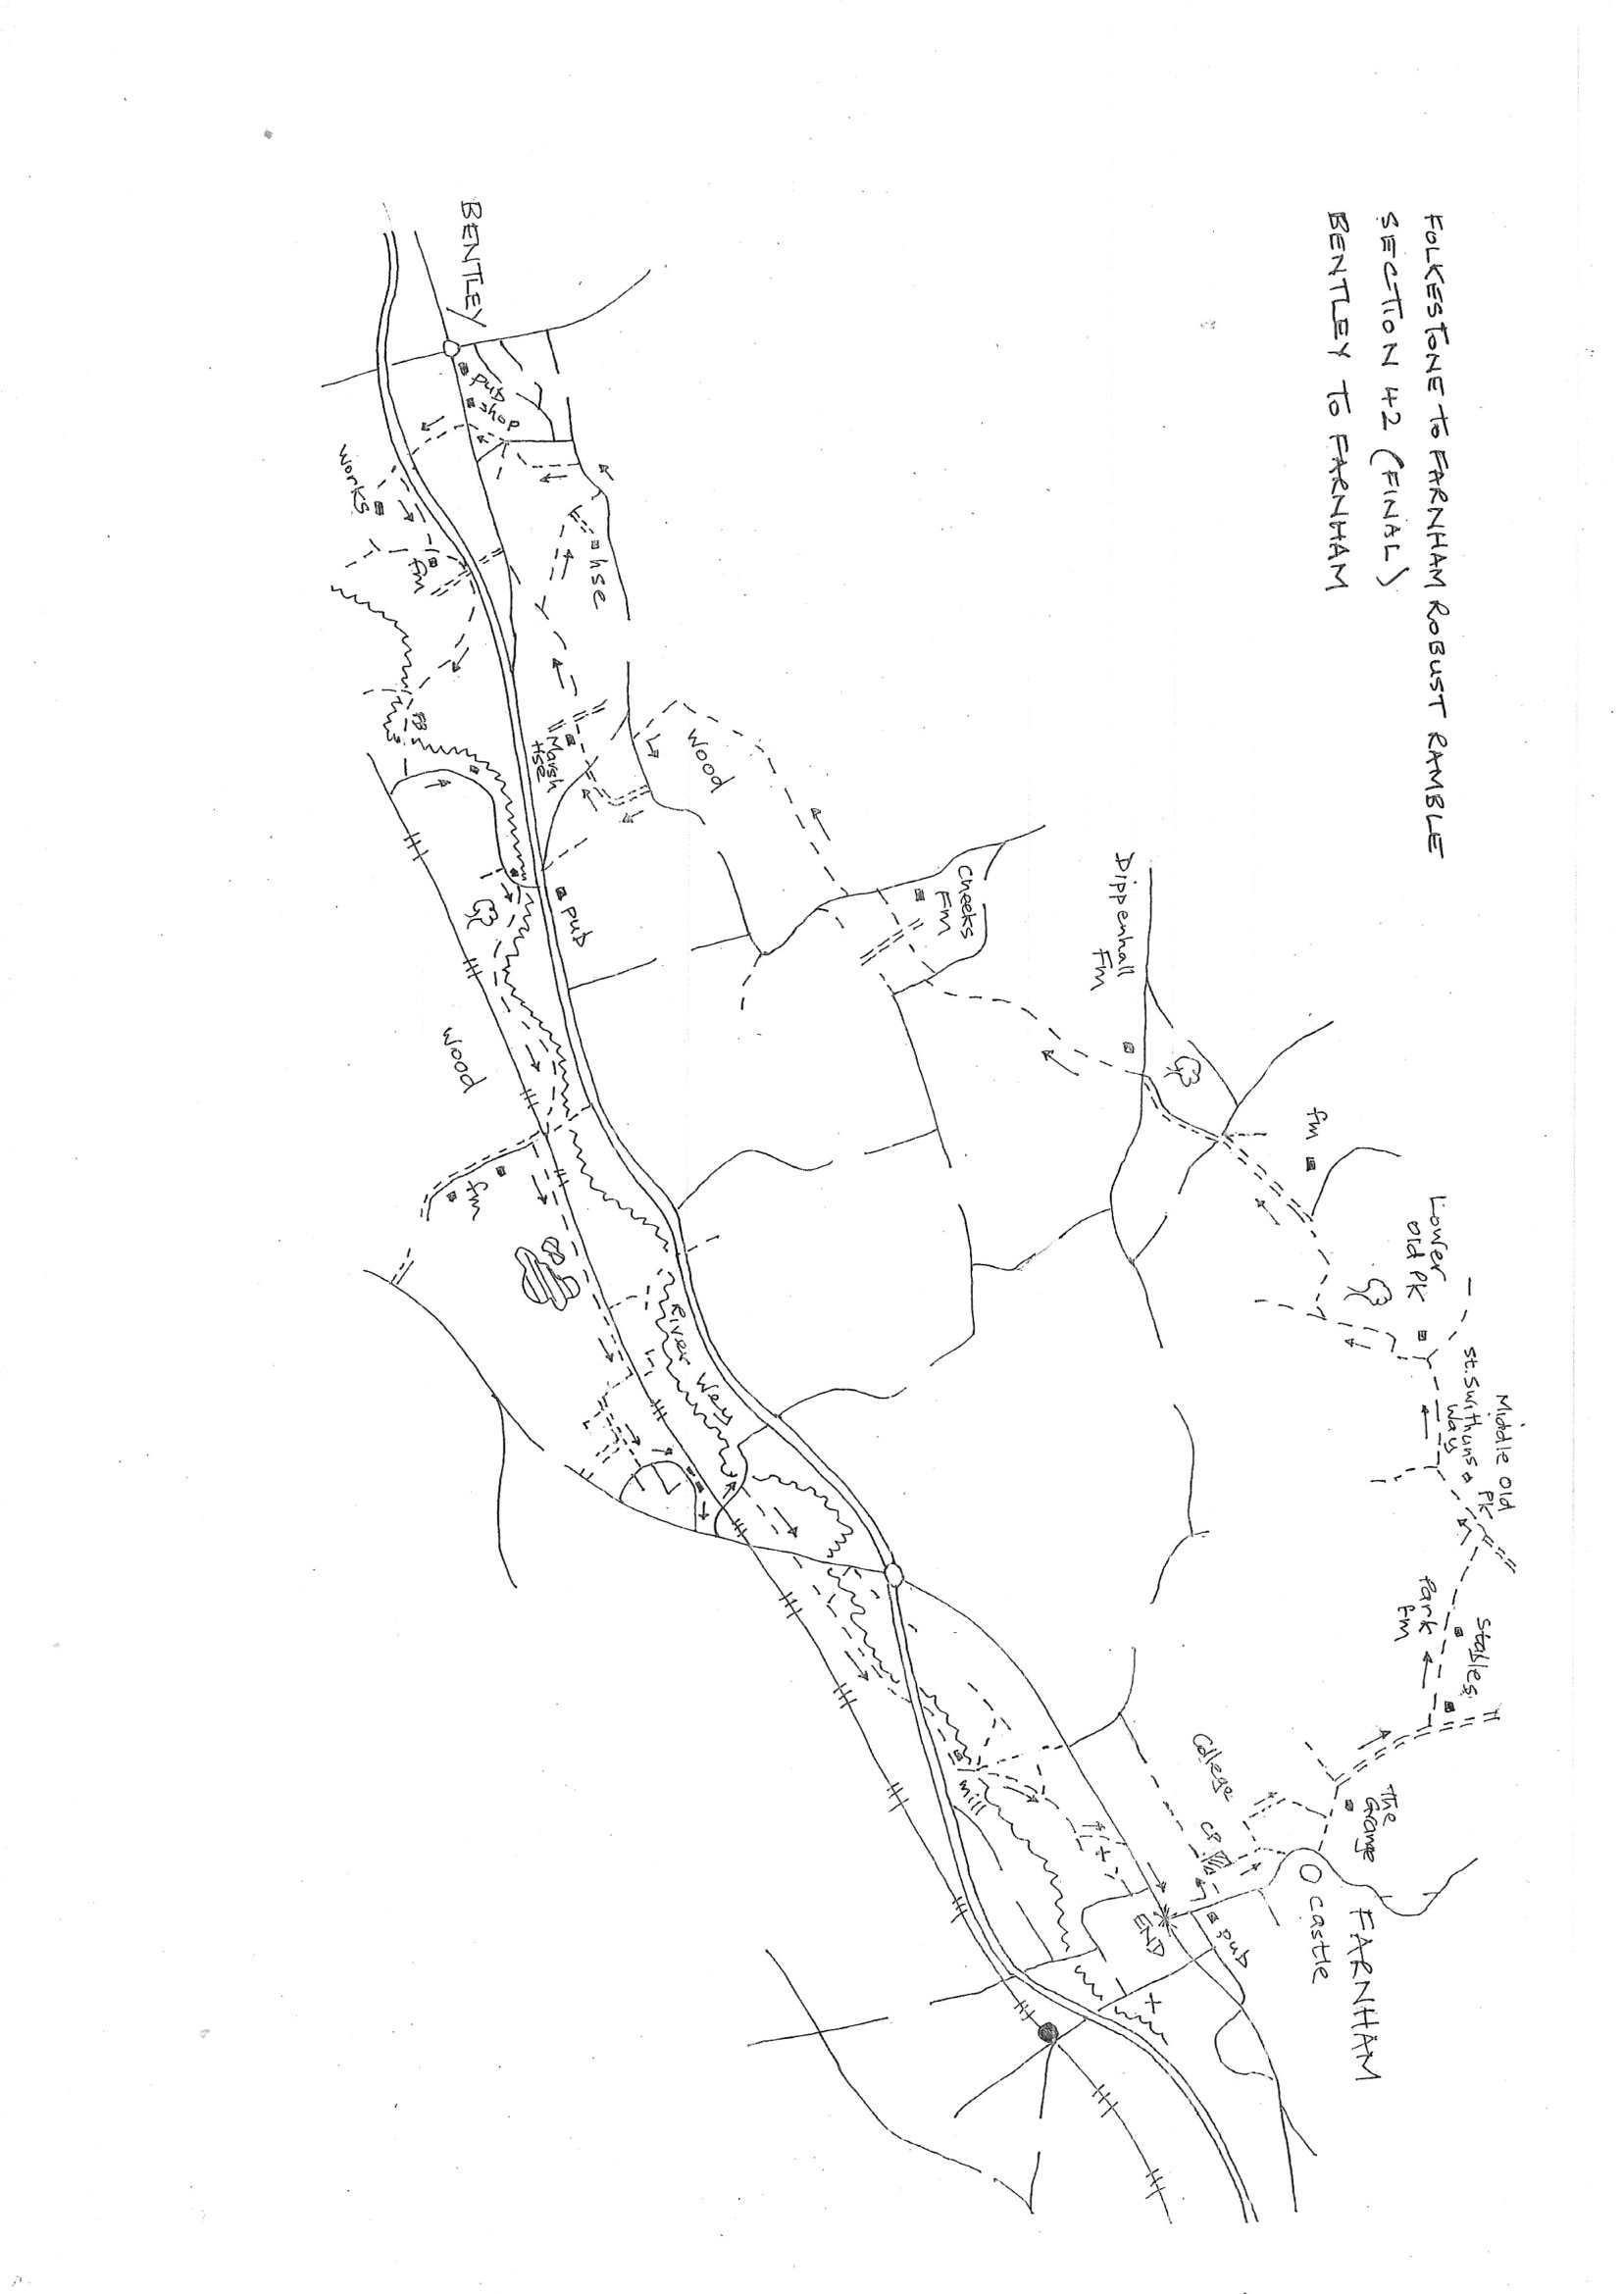 FOLKESTONE TO FARNHAM ROBUST RAMBLE
SECTION 42 (FINAL)
BENTLEY TO FARNHAM
BENTLEY
pub
shop
works
fm
hse
Marsh
Hse
FB
wood
pub
Cheeks
Fm
Dippenhall
Fm
wood
fm
fm
Lower
Old Pk
St. Swithuns
Way
Middle Old
Pk
River Wey
Park
fm
stables
The
Grange
College
CP
mill
castle
FARNHAM
pub
END